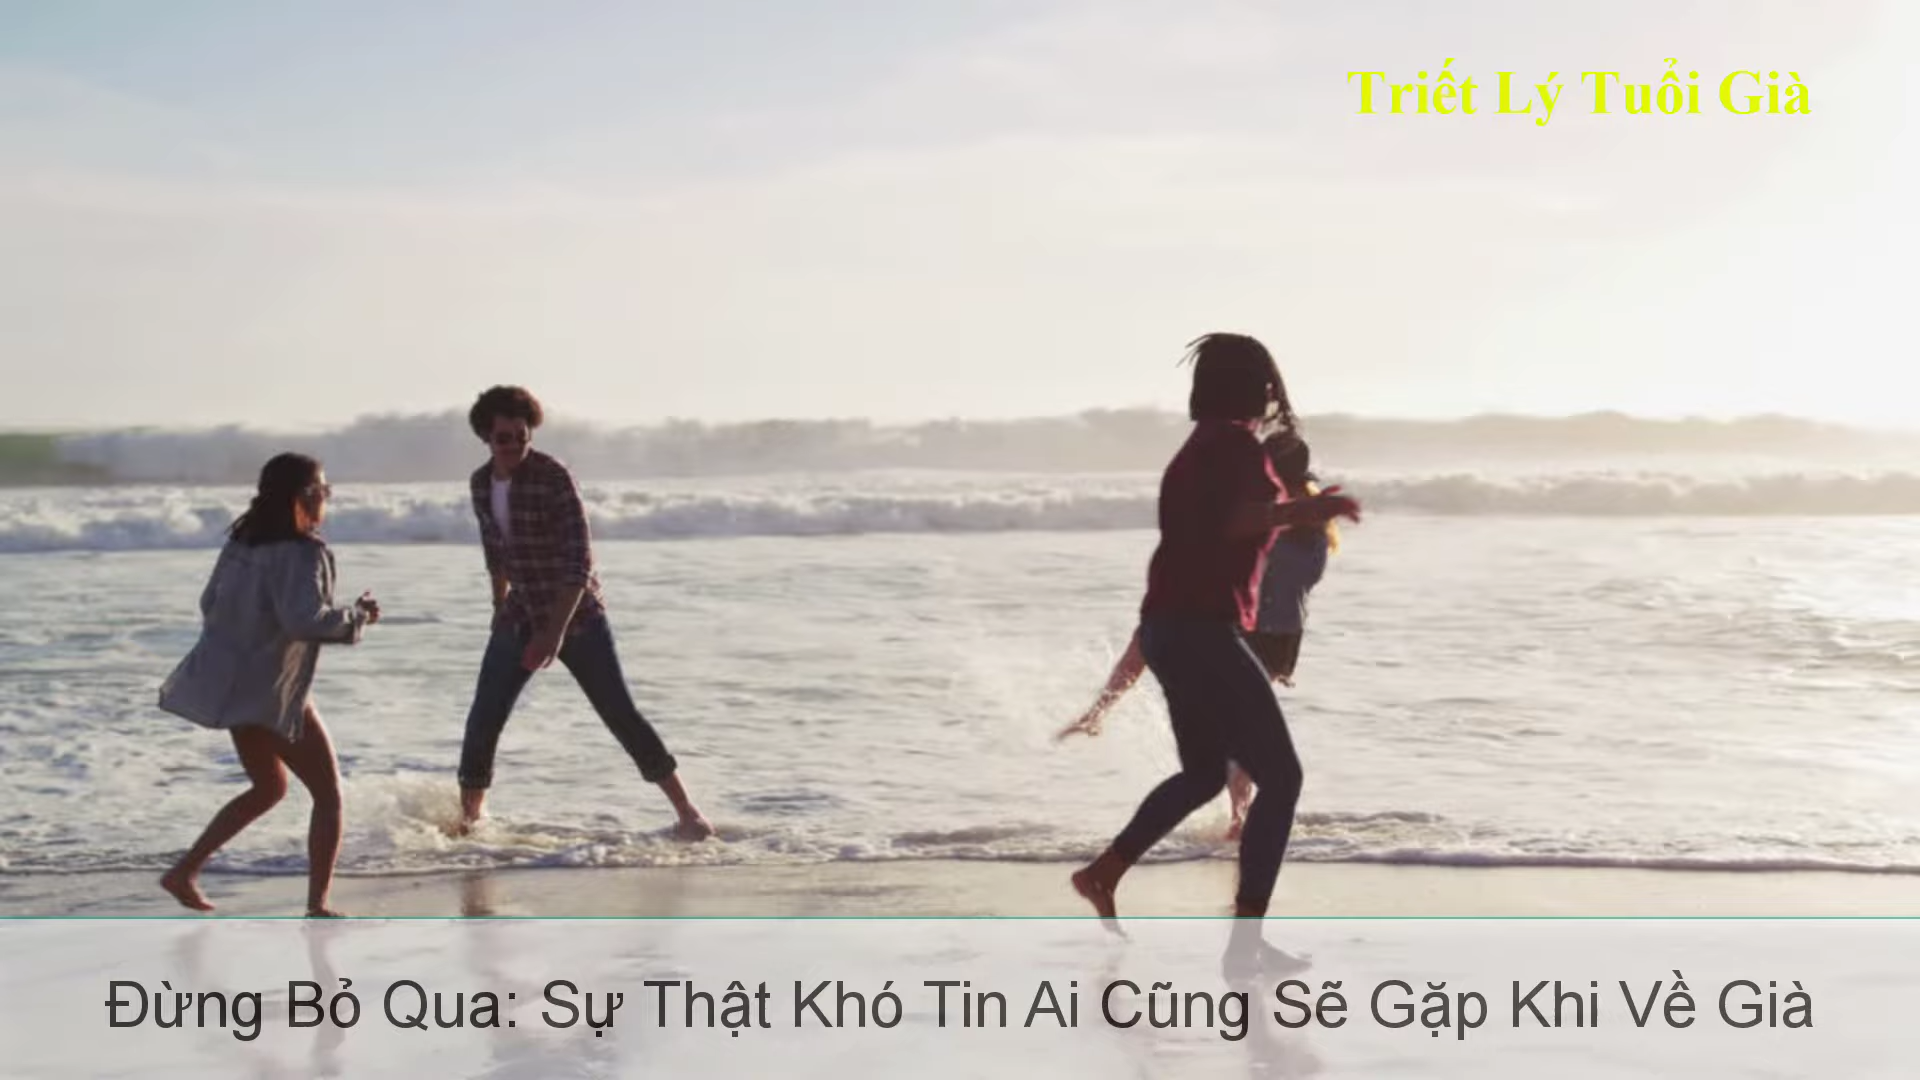 Triết Lý Tuổi Già
Đừng Bỏ Qua: Sự Thật Khó Tin Ai Cũng Sẽ Gặp Khi Về Già